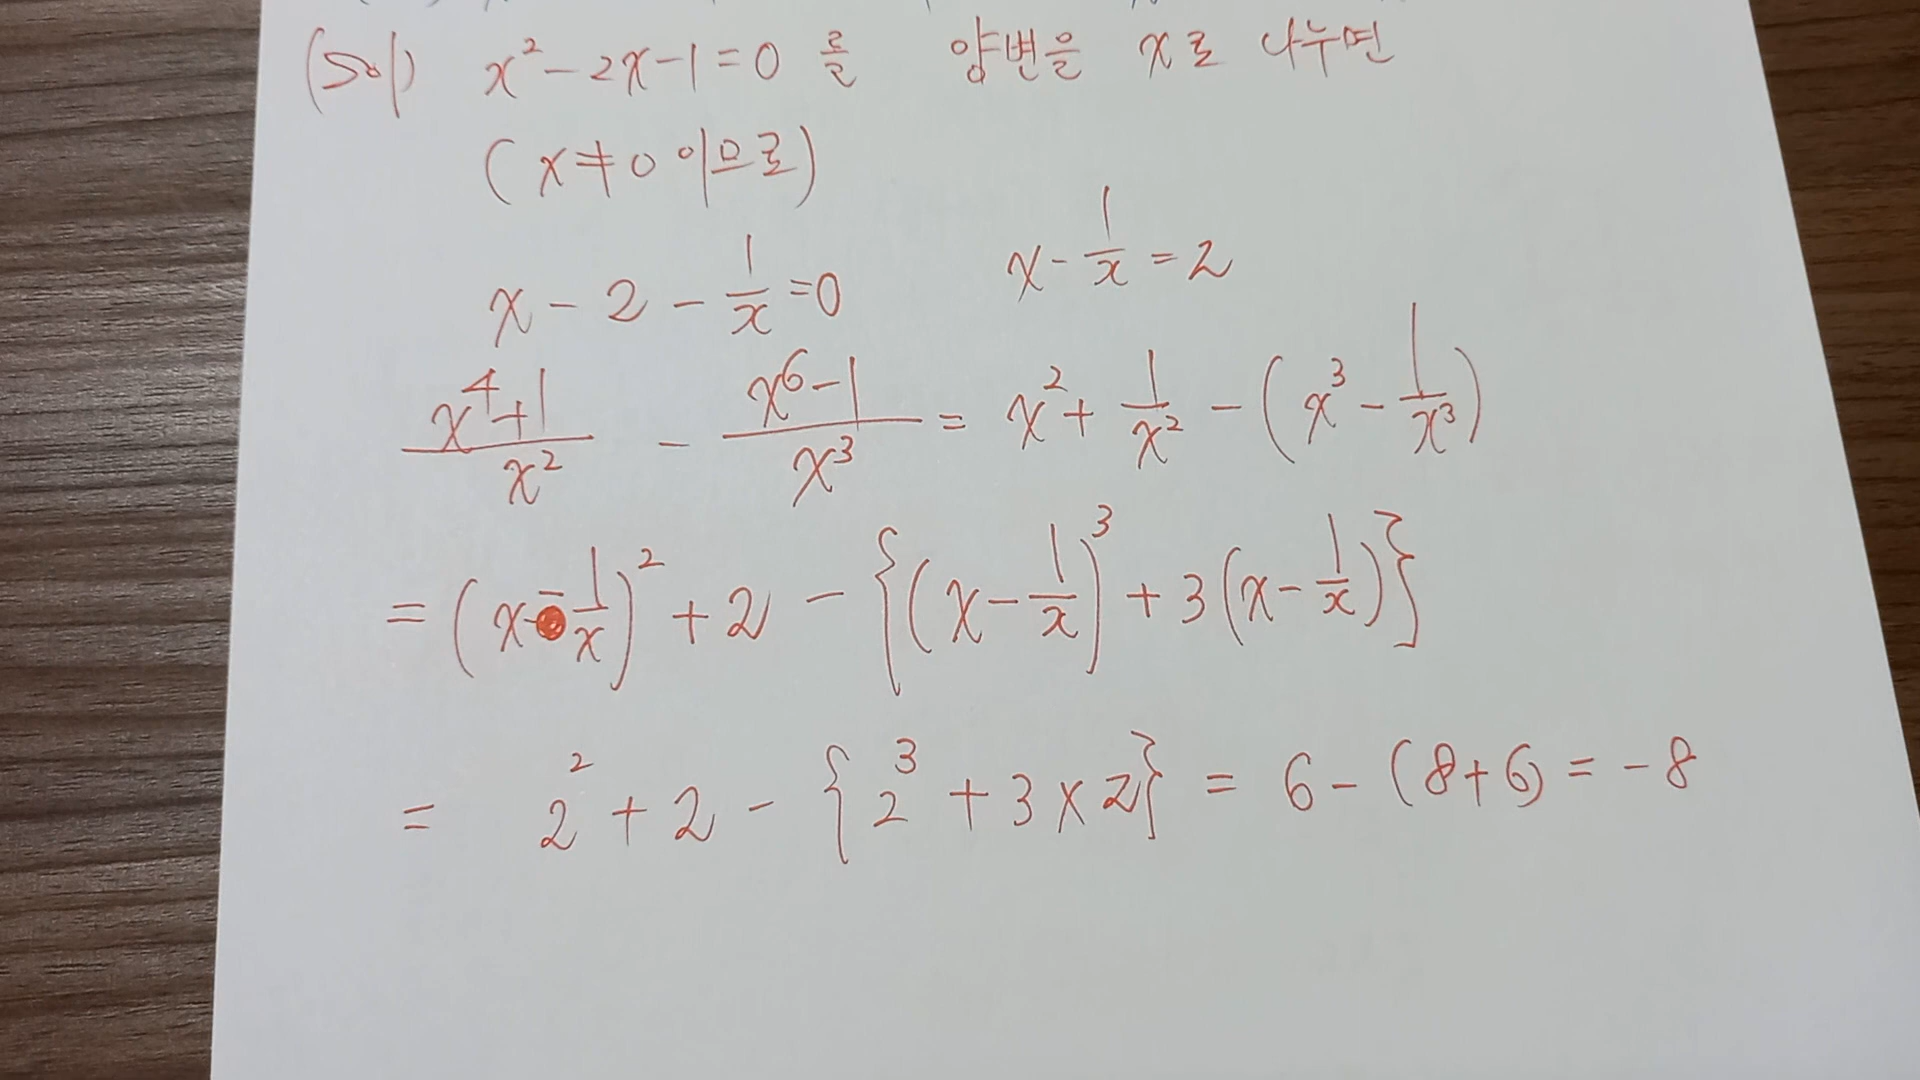 (Sol) x² - 2x - 1 = 0 를 양변을 x로 나누면
(x ≠ 0 이므로)
x - 2 - 1/x = 0    x - 1/x = 2
(x⁴+1)/x² - (x⁶-1)/x³ = x² + 1/x² - (x³ - 1/x³)
= (x - 1/x)² + 2 - {(x - 1/x)³ + 3(x - 1/x)}
= 2² + 2 - {2³ + 3 × 2} = 6 - (8+6) = -8